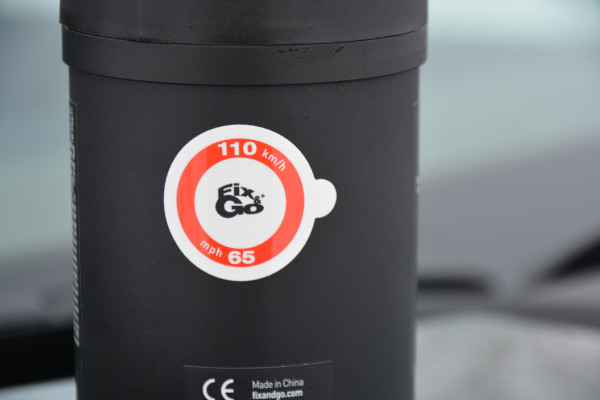 110 km/h
Fix
&Go®
mph 65
CE Made in China
fixandgo.com